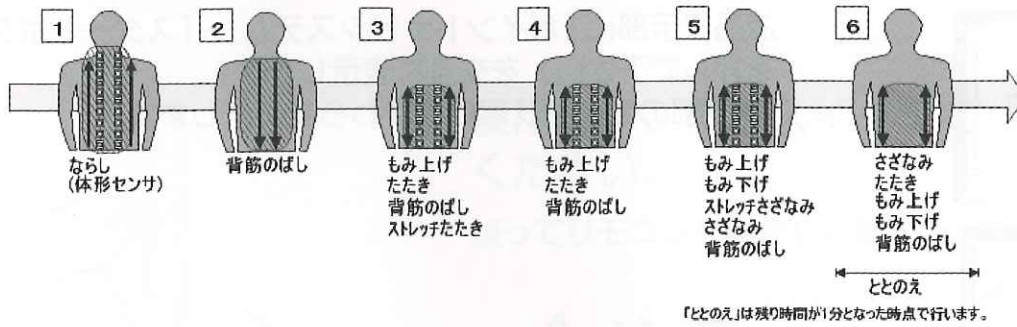 1
ならし
(体形センサ)
2
背筋のばし
3
もみ上げ
たたき
背筋のばし
ストレッチたたき
4
もみ上げ
たたき
背筋のばし
5
もみ上げ
もみ下げ
ストレッチさざなみ
さざなみ
背筋のばし
6
さざなみ
たたき
もみ上げ
もみ下げ
背筋のばし
ととのえ
「ととのえ」は残り時間が1分となった時点で行います。